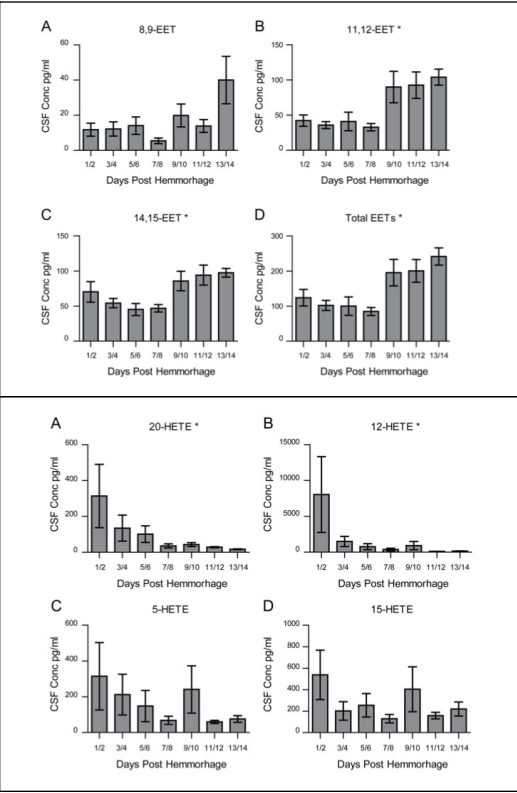 A 8,9-EET
CSF Conc pg/ml
60
40
20
0
1/2 3/4 5/6 7/8 9/10 11/12 13/14
Days Post Hemmorhage
B 11,12-EET *
CSF Conc pg/ml
150
100
50
0
1/2 3/4 5/6 7/8 9/10 11/12 13/14
Days Post Hemmorhage
C 14,15-EET *
CSF Conc pg/ml
150
100
50
0
1/2 3/4 5/6 7/8 9/10 11/12 13/14
Days Post Hemmorhage
D Total EETs *
CSF Conc pg/ml
300
200
100
0
1/2 3/4 5/6 7/8 9/10 11/12 13/14
Days Post Hemmorhage
A 20-HETE *
CSF Conc pg/ml
600
400
200
0
1/2 3/4 5/6 7/8 9/10 11/12 13/14
Days Post Hemmorhage
B 12-HETE *
CSF Conc pg/ml
15000
10000
5000
0
1/2 3/4 5/6 7/8 9/10 11/12 13/14
Days Post Hemmorhage
C 5-HETE
CSF Conc pg/ml
600
400
200
0
1/2 3/4 5/6 7/8 9/10 11/12 13/14
Days Post Hemmorhage
D 15-HETE
CSF Conc pg/ml
1000
800
600
400
200
0
1/2 3/4 5/6 7/8 9/10 11/12 13/14
Days Post Hemmorhage